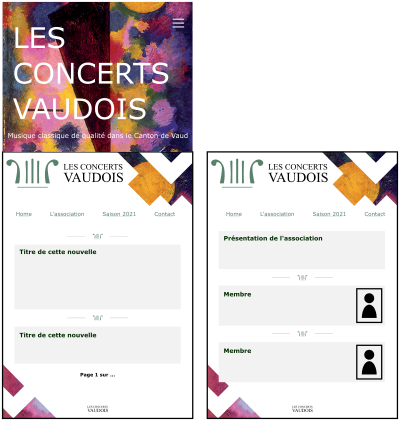 LES
CONCERTS
VAUDOIS
Musique classique de qualité dans le Canton de Vaud
LES CONCERTS
VAUDOIS
Home L'association Saison 2021 Contact
Titre de cette nouvelle
Titre de cette nouvelle
Page 1 sur ...
LES CONCERTS
VAUDOIS
LES CONCERTS
VAUDOIS
Home L'association Saison 2021 Contact
Présentation de l'association
Membre
Membre
LES CONCERTS
VAUDOIS